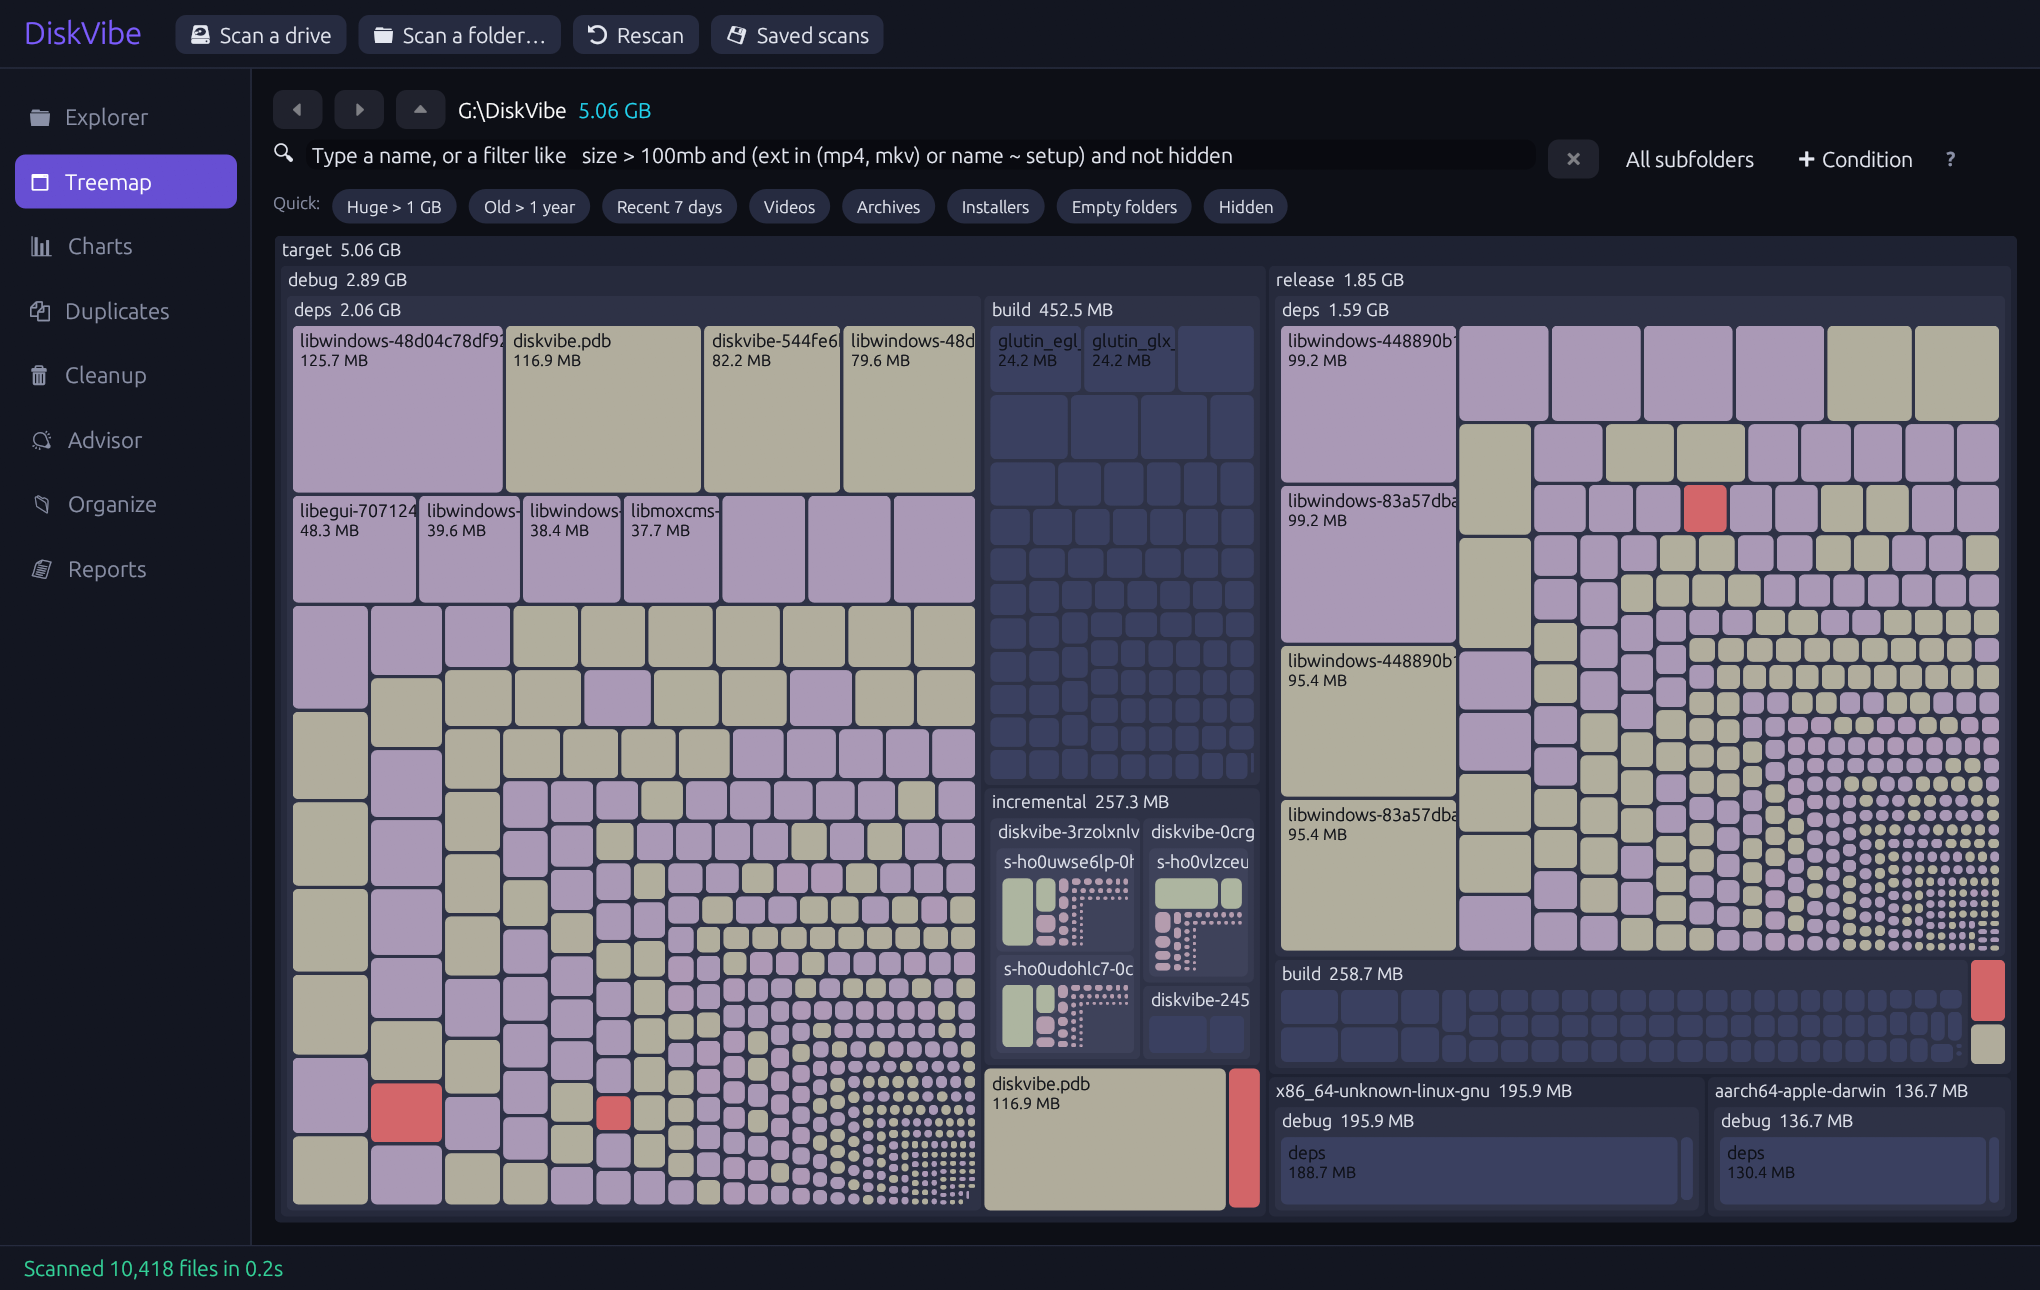 DiskVibe
Scan a drive
Scan a folder...
Rescan
Saved scans
Explorer
Treemap
Charts
Duplicates
Cleanup
Advisor
Organize
Reports
G:\DiskVibe 5.06 GB
Type a name, or a filter like size > 100mb and (ext in (mp4, mkv) or name ~ setup) and not hidden
All subfolders
+ Condition
?
Quick:
Huge > 1 GB
Old > 1 year
Recent 7 days
Videos
Archives
Installers
Empty folders
Hidden
target 5.06 GB
debug 2.89 GB
deps 2.06 GB
libwindows-48d04c78df92
125.7 MB
diskvibe.pdb
116.9 MB
diskvibe-544fe6
82.2 MB
libwindows-48d
79.6 MB
libegui-707124
48.3 MB
libwindows-
39.6 MB
libwindows-
38.4 MB
libmoxcms-
37.7 MB
build 452.5 MB
glutin_egl_
24.2 MB
glutin_glx_
24.2 MB
incremental 257.3 MB
diskvibe-3rzolxnlv
s-ho0uwse6lp-0h
s-ho0udohlc7-0c
diskvibe-0crg
s-ho0vlzceu
diskvibe-245
diskvibe.pdb
116.9 MB
release 1.85 GB
deps 1.59 GB
libwindows-448890b1
99.2 MB
libwindows-83a57dba
99.2 MB
libwindows-448890b1
95.4 MB
libwindows-83a57dba
95.4 MB
build 258.7 MB
x86_64-unknown-linux-gnu 195.9 MB
debug 195.9 MB
deps
188.7 MB
aarch64-apple-darwin 136.7 MB
debug 136.7 MB
deps
130.4 MB
Scanned 10,418 files in 0.2s